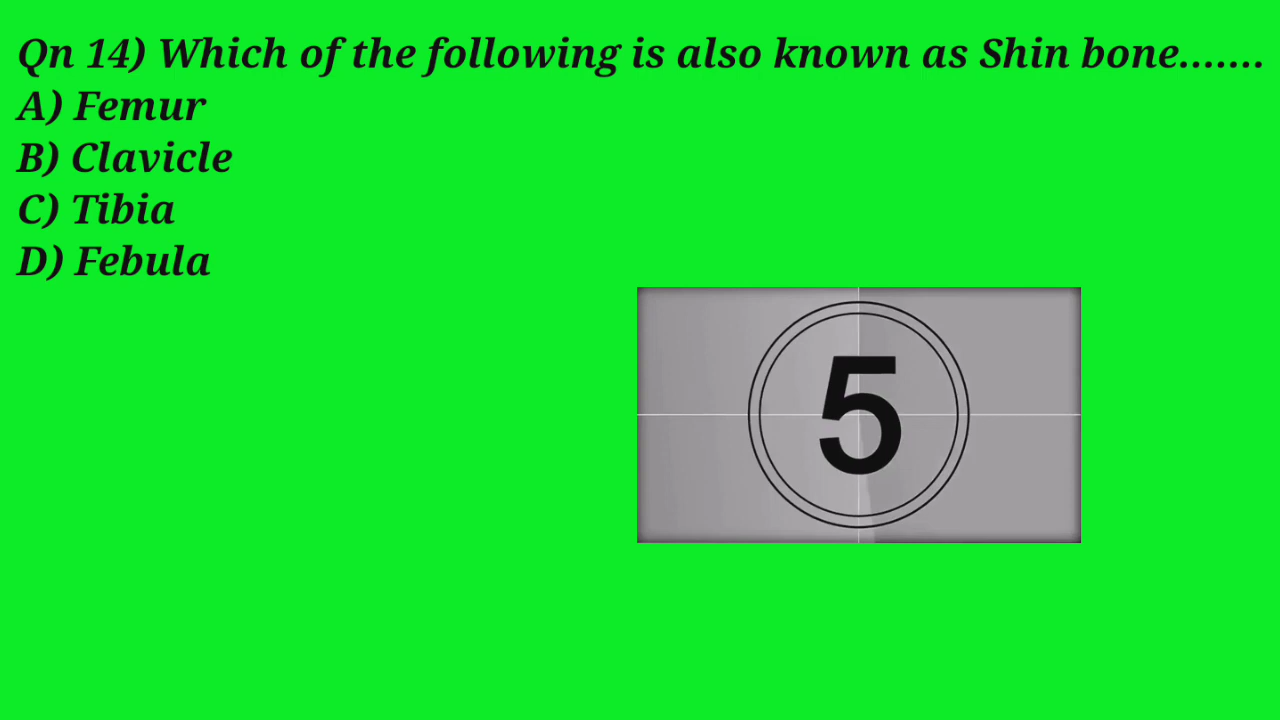 Qn 14) Which of the following is also known as Shin bone.......
A) Femur
B) Clavicle
C) Tibia
D) Febula
5